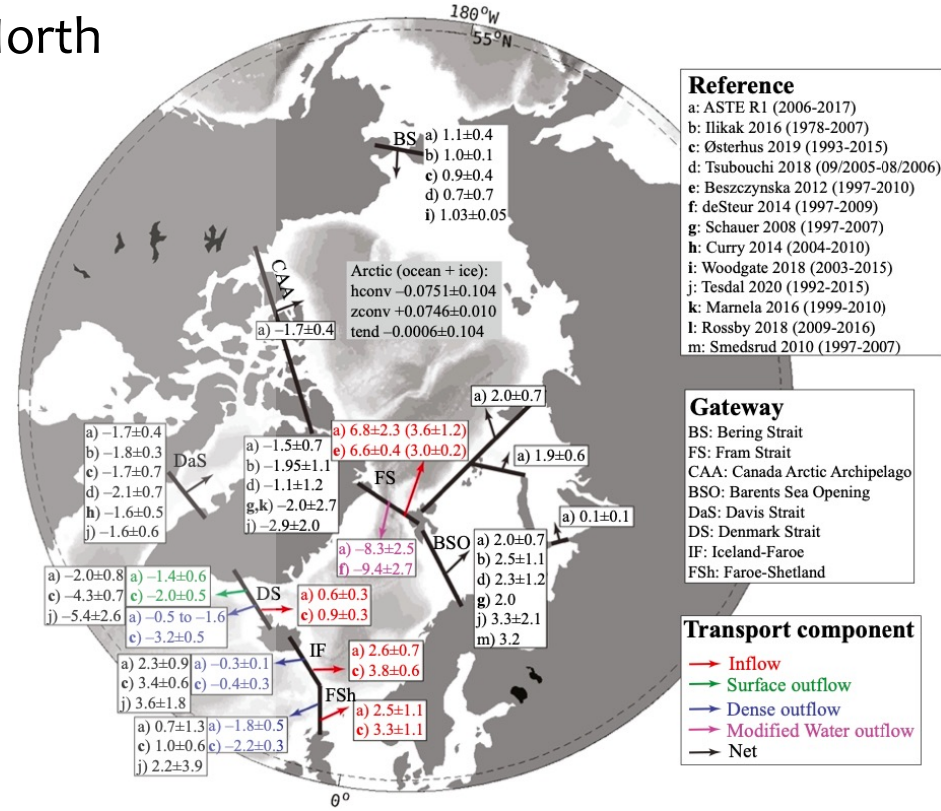 180°W
55°N
BS
a) 1.1±0.4
b) 1.0±0.1
c) 0.9±0.4
d) 0.7±0.7
i) 1.03±0.05
Reference
a: ASTE R1 (2006-2017)
b: Ilikak 2016 (1978-2007)
c: Østerhus 2019 (1993-2015)
d: Tsubouchi 2018 (09/2005-08/2006)
e: Beszczynska 2012 (1997-2010)
f: deSteur 2014 (1997-2009)
g: Schauer 2008 (1997-2007)
h: Curry 2014 (2004-2010)
i: Woodgate 2018 (2003-2015)
j: Tesdal 2020 (1992-2015)
k: Marnela 2016 (1999-2010)
l: Rossby 2018 (2009-2016)
m: Smedsrud 2010 (1997-2007)
CAA
a) −1.7±0.4
Arctic (ocean + ice):
hconv −0.0751±0.104
zconv +0.0746±0.010
tend −0.0006±0.104
a) 2.0±0.7
a) 1.9±0.6
a) 0.1±0.1
a) 6.8±2.3 (3.6±1.2)
e) 6.6±0.4 (3.0±0.2)
FS
a) −1.5±0.7
b) −1.95±1.1
d) −1.1±1.2
g,k) −2.0±2.7
j) −2.9±2.0
a) −8.3±2.5
f) −9.4±2.7
DaS
a) −1.7±0.4
b) −1.8±0.3
c) −1.7±0.7
d) −2.1±0.7
h) −1.6±0.5
j) −1.6±0.6
BSO
a) 2.0±0.7
b) 2.5±1.1
d) 2.3±1.2
g) 2.0
j) 3.3±2.1
m) 3.2
Gateway
BS: Bering Strait
FS: Fram Strait
CAA: Canada Arctic Archipelago
BSO: Barents Sea Opening
DaS: Davis Strait
DS: Denmark Strait
IF: Iceland-Faroe
FSh: Faroe-Shetland
DS
a) −2.0±0.8
c) −4.3±0.7
j) −5.4±2.6
a) −1.4±0.6
c) −2.0±0.5
a) −0.5 to −1.6
c) −3.2±0.5
a) 0.6±0.3
c) 0.9±0.3
IF
a) 2.3±0.9
c) 3.4±0.6
j) 3.6±1.8
a) −0.3±0.1
c) −0.4±0.3
a) 2.6±0.7
c) 3.8±0.6
FSh
a) 0.7±1.3
c) 1.0±0.6
j) 2.2±3.9
a) −1.8±0.5
c) −2.2±0.3
a) 2.5±1.1
c) 3.3±1.1
Transport component
Inflow
Surface outflow
Dense outflow
Modified Water outflow
Net
0°